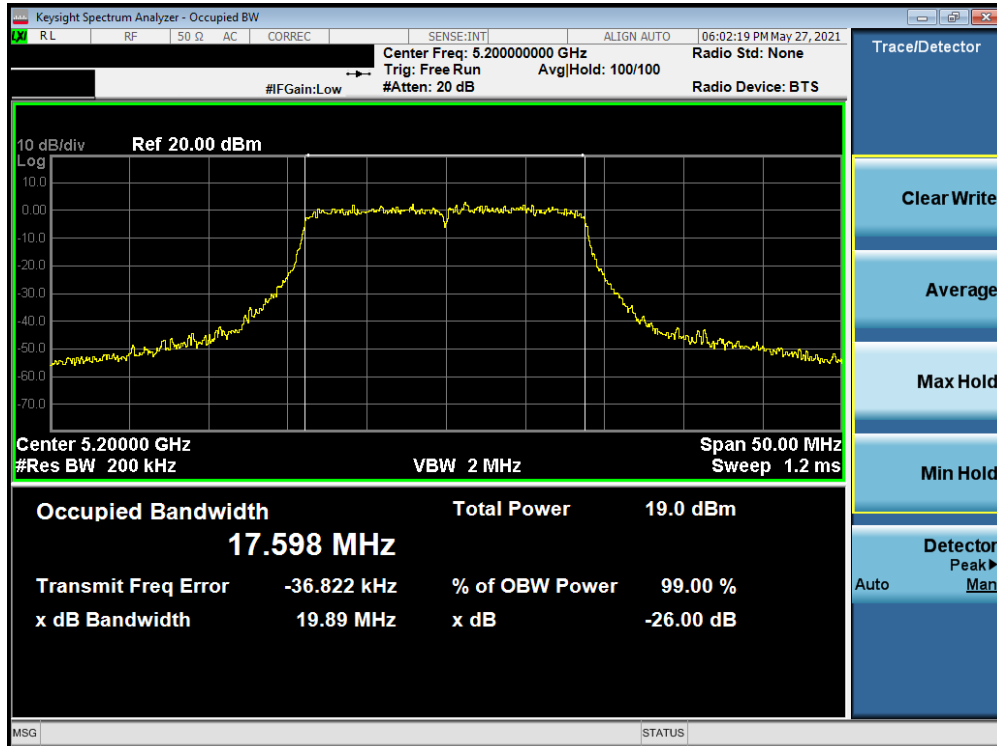 Keysight Spectrum Analyzer - Occupied BW
LXI RL RF 50 Ω AC CORREC SENSE:INT ALIGN AUTO 06:02:19 PM May 27, 2021
Center Freq: 5.200000000 GHz Radio Std: None
Trig: Free Run Avg|Hold: 100/100
#IFGain:Low #Atten: 20 dB Radio Device: BTS
Trace/Detector
10 dB/div Ref 20.00 dBm
Log
10.0
0.00
-10.0
-20.0
-30.0
-40.0
-50.0
-60.0
-70.0
Center 5.20000 GHz Span 50.00 MHz
#Res BW 200 kHz VBW 2 MHz Sweep 1.2 ms
Occupied Bandwidth Total Power 19.0 dBm
17.598 MHz
Transmit Freq Error -36.822 kHz % of OBW Power 99.00 %
x dB Bandwidth 19.89 MHz x dB -26.00 dB
Clear Write
Average
Max Hold
Min Hold
Detector
Peak▶
Auto Man
MSG STATUS